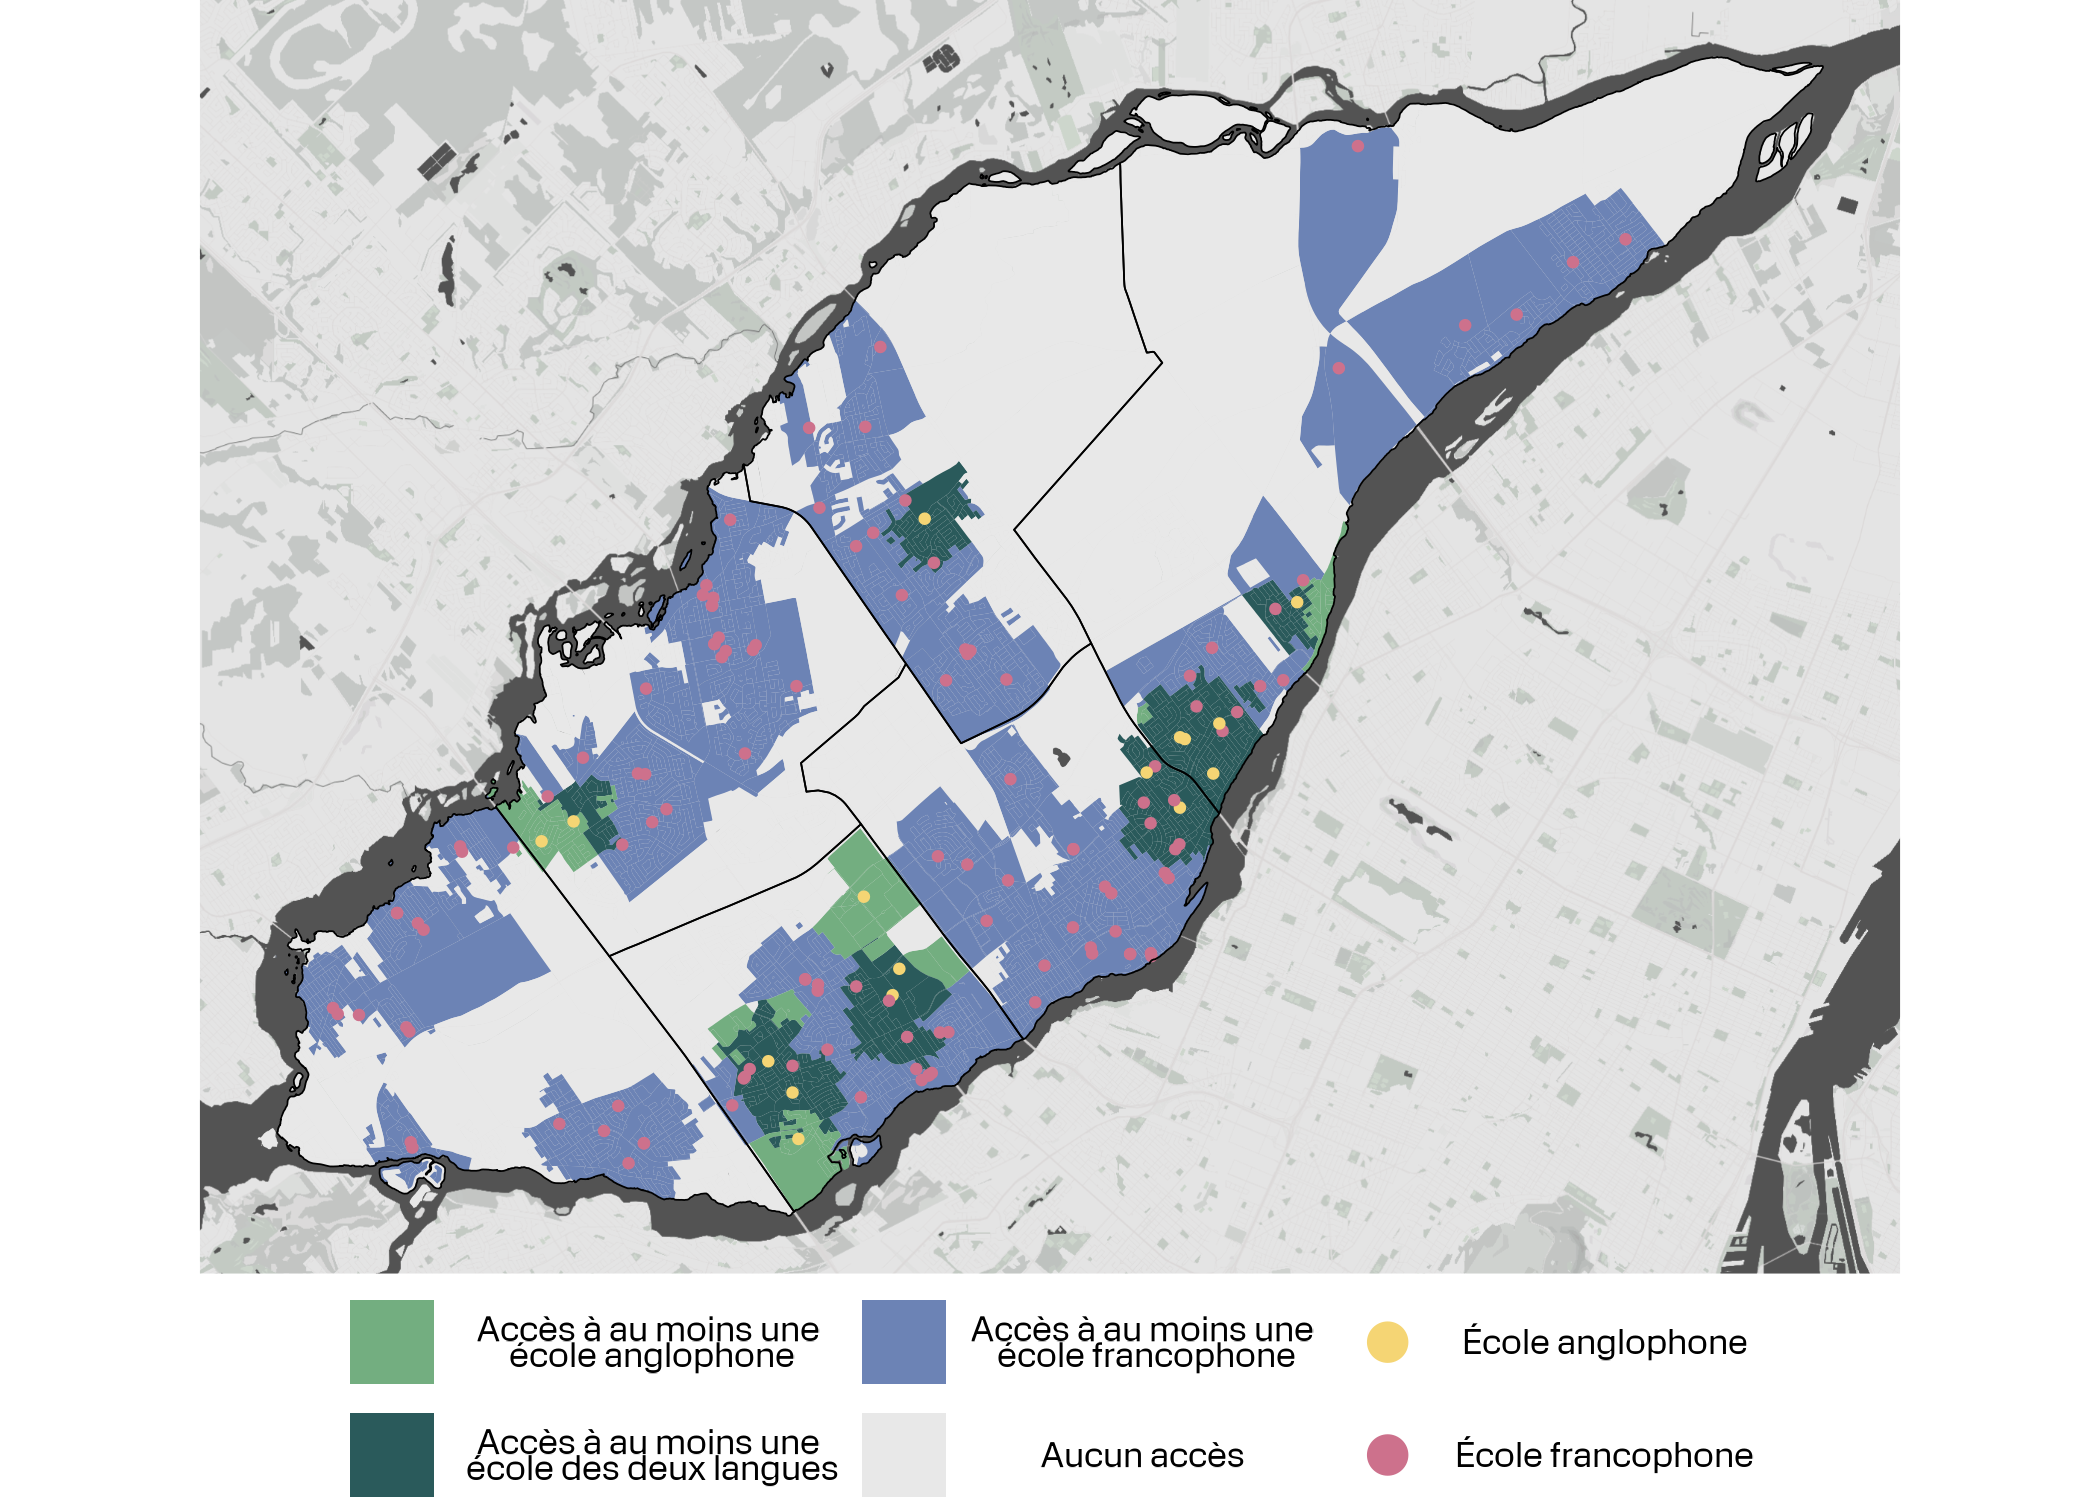 Accès à au moins une
école anglophone
Accès à au moins une
école francophone
École anglophone
Accès à au moins une
école des deux langues
Aucun accès
École francophone